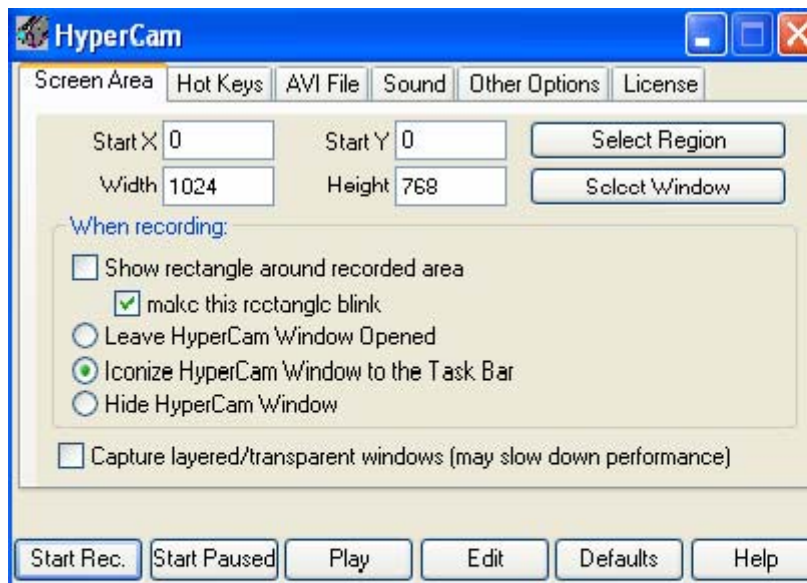 HyperCam
Screen Area Hot Keys AVI File Sound Other Options License
Start X 0 Start Y 0 Select Region
Width 1024 Height 768 Select Window
When recording:
Show rectangle around recorded area
make this rectangle blink
Leave HyperCam Window Opened
Iconize HyperCam Window to the Task Bar
Hide HyperCam Window
Capture layered/transparent windows (may slow down performance)
Start Rec. Start Paused Play Edit Defaults Help